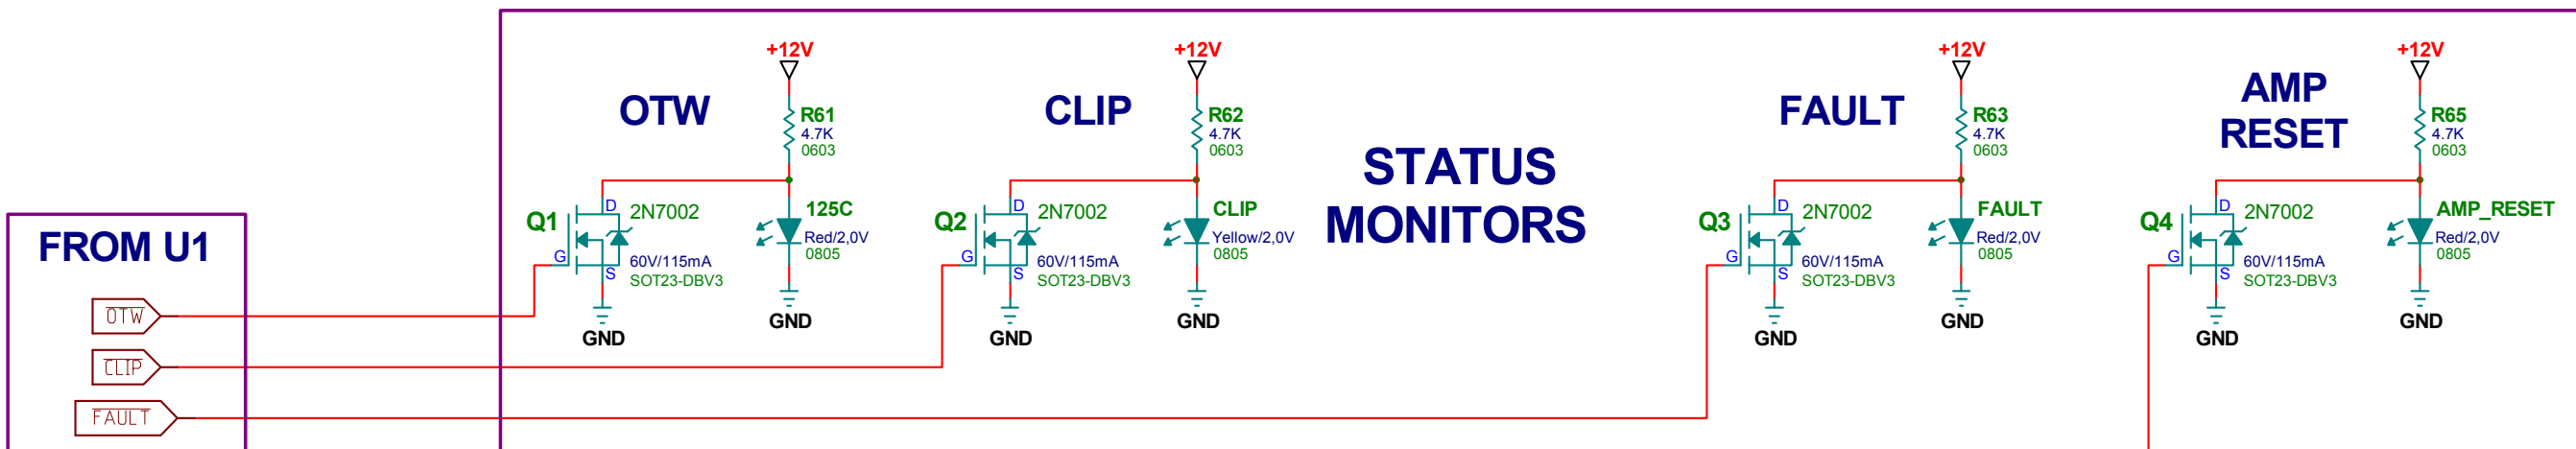 FROM U1
OTW
CLIP
FAULT
STATUS
MONITORS
OTW
+12V
R61
4.7K
0603
Q1
D
G
S
2N7002
60V/115mA
SOT23-DBV3
GND
125C
Red/2,0V
0805
GND
CLIP
+12V
R62
4.7K
0603
Q2
D
G
S
2N7002
60V/115mA
SOT23-DBV3
GND
CLIP
Yellow/2,0V
0805
GND
FAULT
+12V
R63
4.7K
0603
Q3
D
G
S
2N7002
60V/115mA
SOT23-DBV3
GND
FAULT
Red/2,0V
0805
GND
AMP
RESET
+12V
R65
4.7K
0603
Q4
D
G
S
2N7002
60V/115mA
SOT23-DBV3
GND
AMP_RESET
Red/2,0V
0805
GND